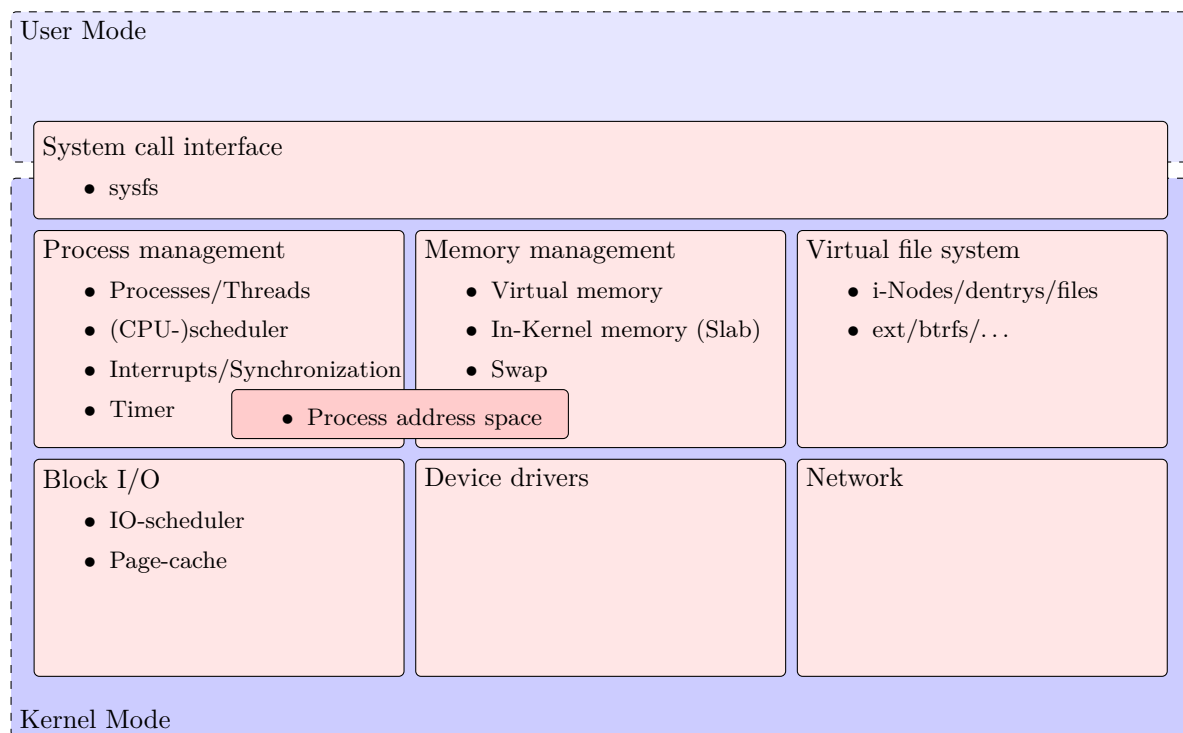 User Mode
System call interface
• sysfs
Process management
• Processes/Threads
• (CPU-)scheduler
• Interrupts/Synchronization
• Timer
Memory management
• Virtual memory
• In-Kernel memory (Slab)
• Swap
• Process address space
Virtual file system
• i-Nodes/dentrys/files
• ext/btrfs/...
Block I/O
• IO-scheduler
• Page-cache
Device drivers
Network
Kernel Mode